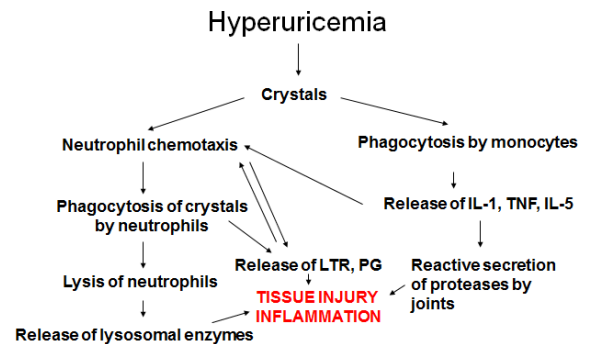 Hyperuricemia
Crystals
Neutrophil chemotaxis
Phagocytosis by monocytes
Phagocytosis of crystals
by neutrophils
Release of IL-1, TNF, IL-5
Lysis of neutrophils
Release of LTR, PG
Reactive secretion
of proteases by
joints
TISSUE INJURY
INFLAMMATION
Release of lysosomal enzymes